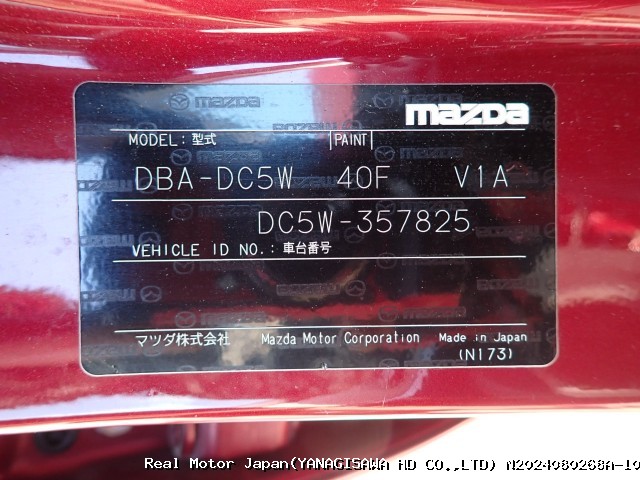 mazda
MODEL: 型式 PAINT
DBA-DC5W 40F V1A
DC5W-357825
VEHICLE ID NO.: 車台番号
マツダ株式会社 Mazda Motor Corporation Made in Japan
(N173)
Real Motor Japan(YANAGISAWA HD CO.,LTD) N2024080268A-10